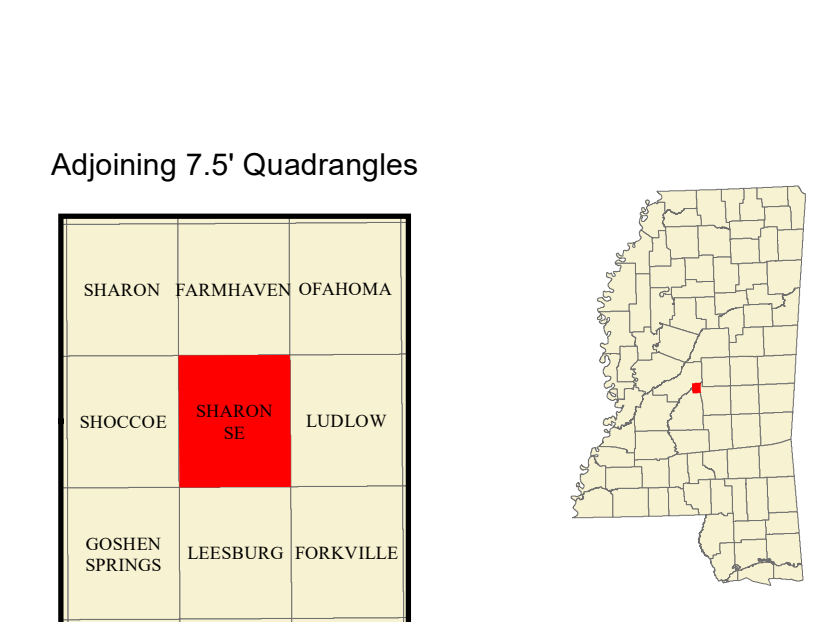 Adjoining 7.5' Quadrangles
SHARON
FARMHAVEN
OFAHOMA
SHOCCOE
SHARON
SE
LUDLOW
GOSHEN
SPRINGS
LEESBURG
FORKVILLE